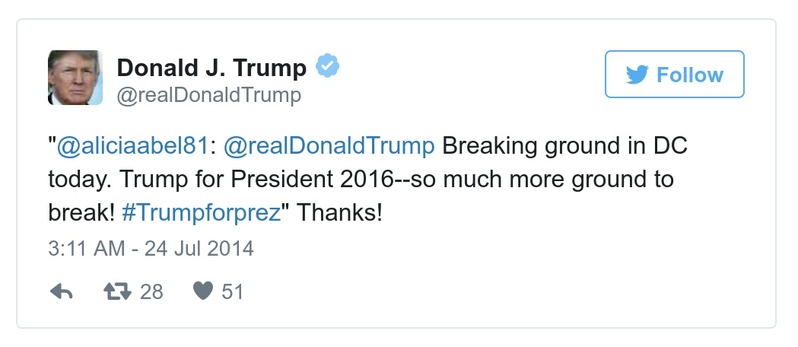 Donald J. Trump
@realDonaldTrump
Follow
"@aliciaabel81: @realDonaldTrump Breaking ground in DC
today. Trump for President 2016--so much more ground to
break! #Trumpforprez" Thanks!
3:11 AM - 24 Jul 2014
28 51